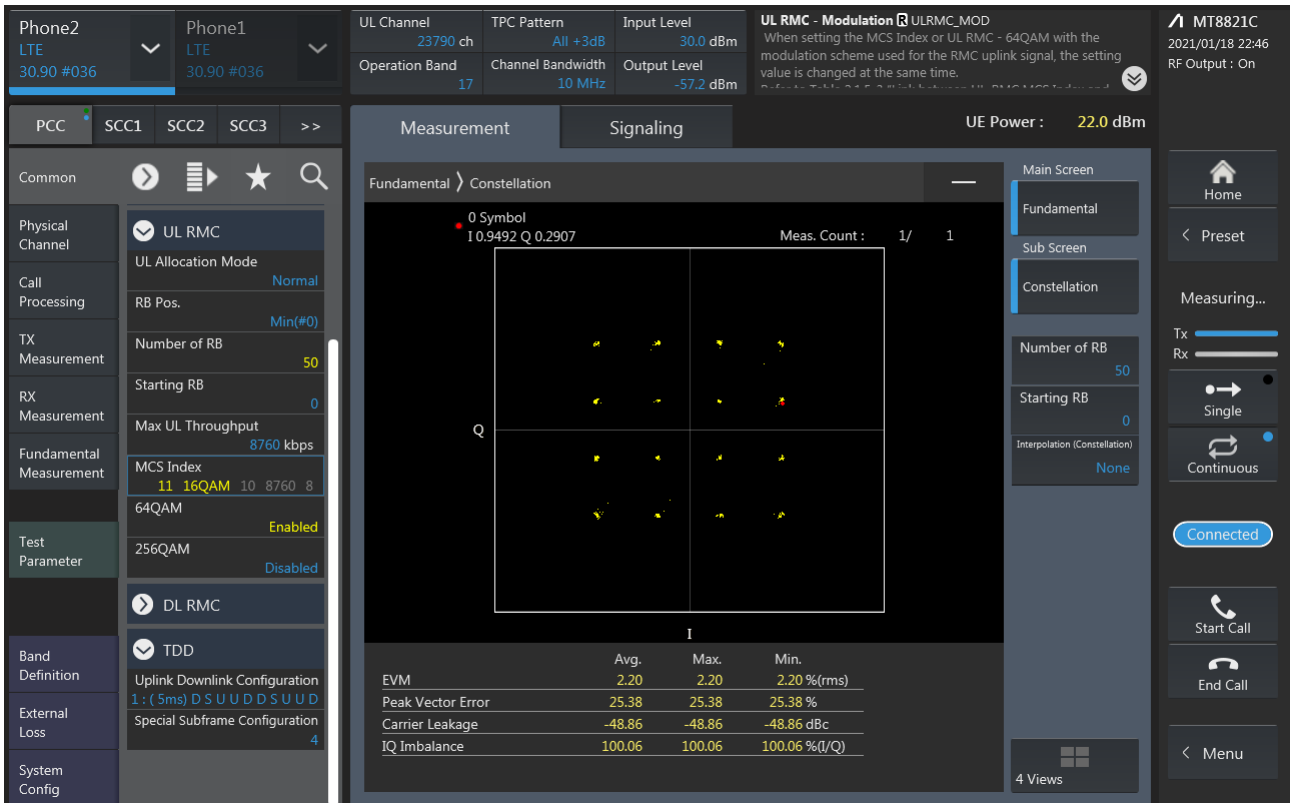 Phone2
LTE
30.90 #036
Phone1
LTE
30.90 #036
UL Channel
23790 ch
TPC Pattern
All +3dB
Input Level
30.0 dBm
Operation Band
17
Channel Bandwidth
10 MHz
Output Level
-57.2 dBm
UL RMC - Modulation R ULRMC_MOD
When setting the MCS Index or UL RMC - 64QAM with the
modulation scheme used for the RMC uplink signal, the setting
value is changed at the same time.
MT8821C
2021/01/18 22:46
RF Output : On
PCC SCC1 SCC2 SCC3 >>
Measurement
Signaling
UE Power : 22.0 dBm
Common
Physical
Channel
Call
Processing
TX
Measurement
RX
Measurement
Fundamental
Measurement
Test
Parameter
Band
Definition
External
Loss
System
Config
UL RMC
UL Allocation Mode
Normal
RB Pos.
Min(#0)
Number of RB
50
Starting RB
0
Max UL Throughput
8760 kbps
MCS Index
11 16QAM 10 8760 8
64QAM
Enabled
256QAM
Disabled
DL RMC
TDD
Uplink Downlink Configuration
1 : ( 5ms) D S U U D D S U U D
Special Subframe Configuration
4
Fundamental ⟩ Constellation
0 Symbol
I 0.9492 Q 0.2907
Meas. Count : 1/ 1
Q
I
Avg. Max. Min.
EVM 2.20 2.20 2.20 %(rms)
Peak Vector Error 25.38 25.38 25.38 %
Carrier Leakage -48.86 -48.86 -48.86 dBc
IQ Imbalance 100.06 100.06 100.06 %(I/Q)
Main Screen
Fundamental
Sub Screen
Constellation
Number of RB
50
Starting RB
0
Interpolation (Constellation)
None
4 Views
Home
< Preset
Measuring...
Tx
Rx
Single
Continuous
Connected
Start Call
End Call
< Menu